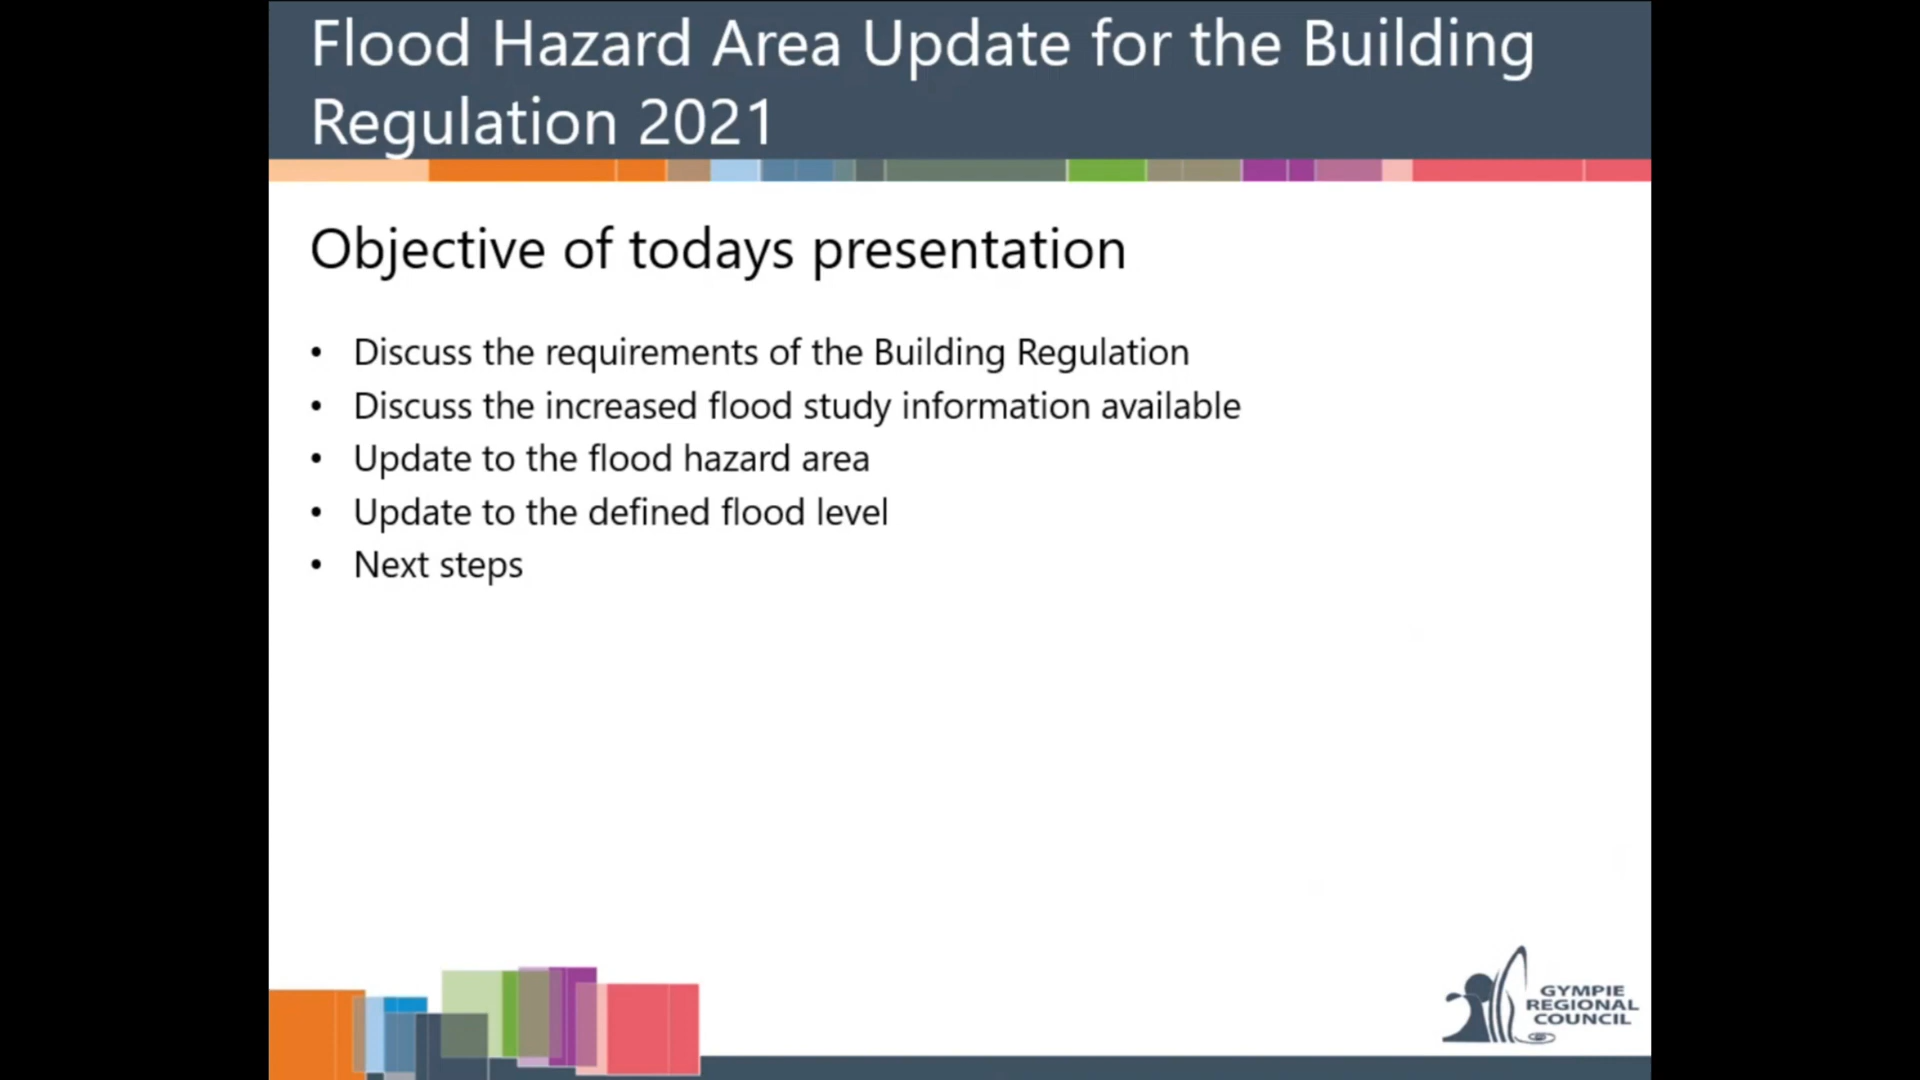 Flood Hazard Area Update for the Building
Regulation 2021
Objective of todays presentation
• Discuss the requirements of the Building Regulation
• Discuss the increased flood study information available
• Update to the flood hazard area
• Update to the defined flood level
• Next steps
GYMPIE
REGIONAL
COUNCIL